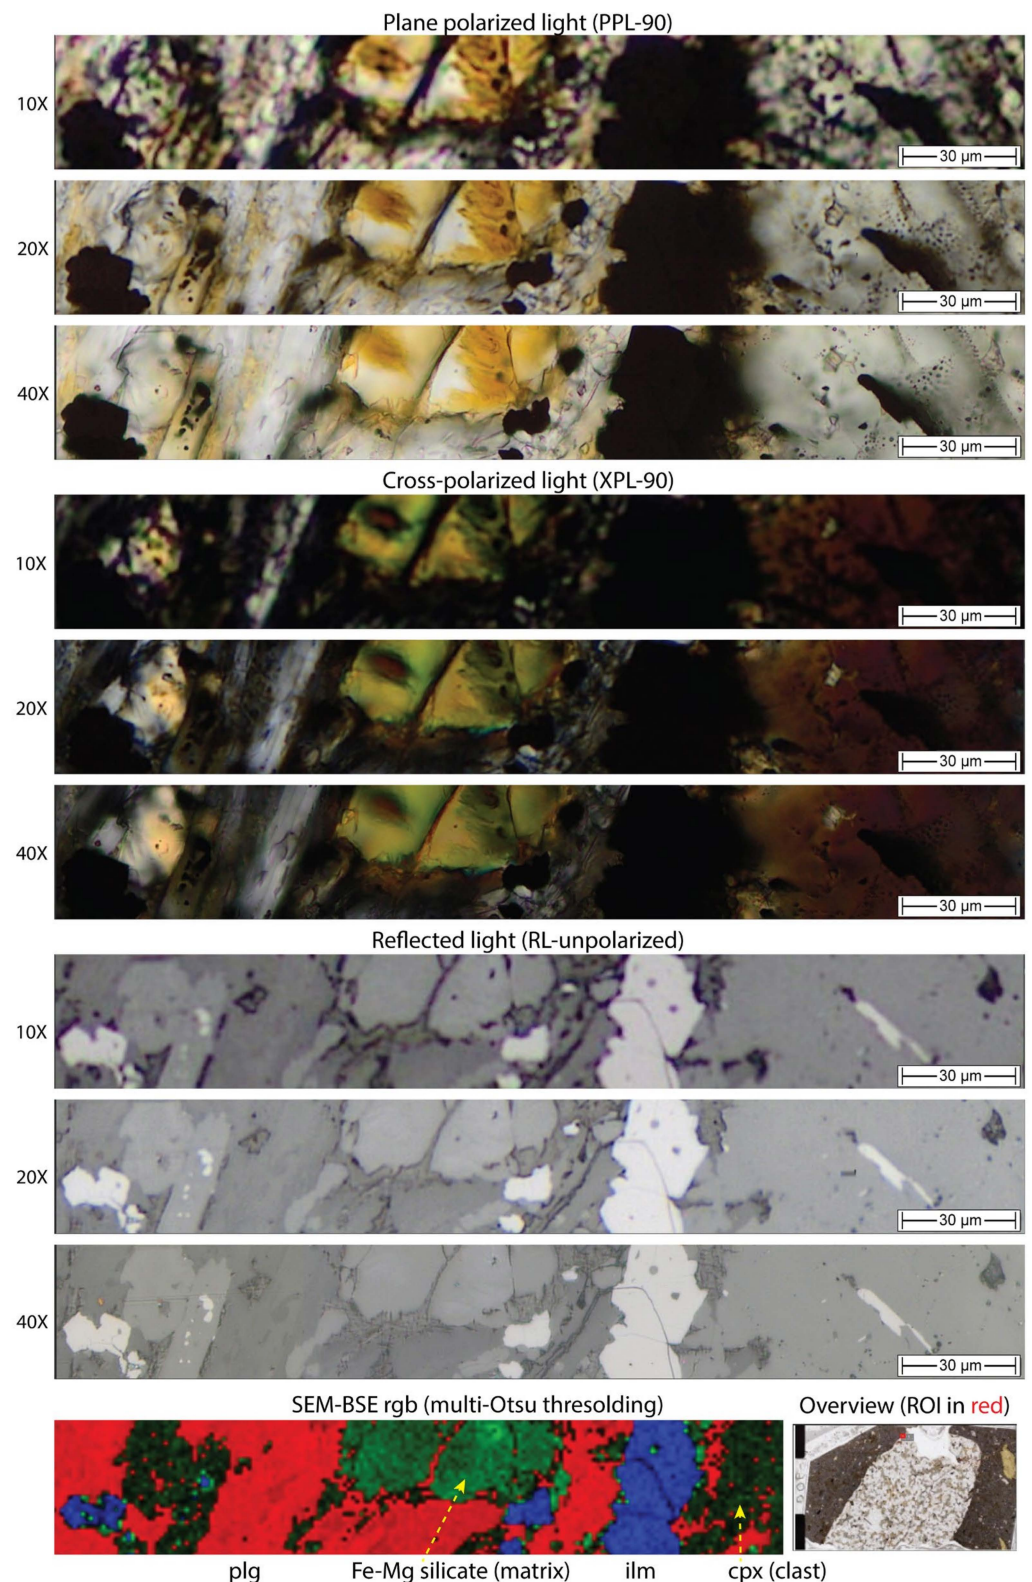 Plane polarized light (PPL-90)
10X
30 µm
20X
30 µm
40X
30 µm
Cross-polarized light (XPL-90)
10X
30 µm
20X
30 µm
40X
30 µm
Reflected light (RL-unpolarized)
10X
30 µm
20X
30 µm
40X
30 µm
SEM-BSE rgb (multi-Otsu thresolding)
Overview (ROI in red)
plg
Fe-Mg silicate (matrix)
ilm
cpx (clast)